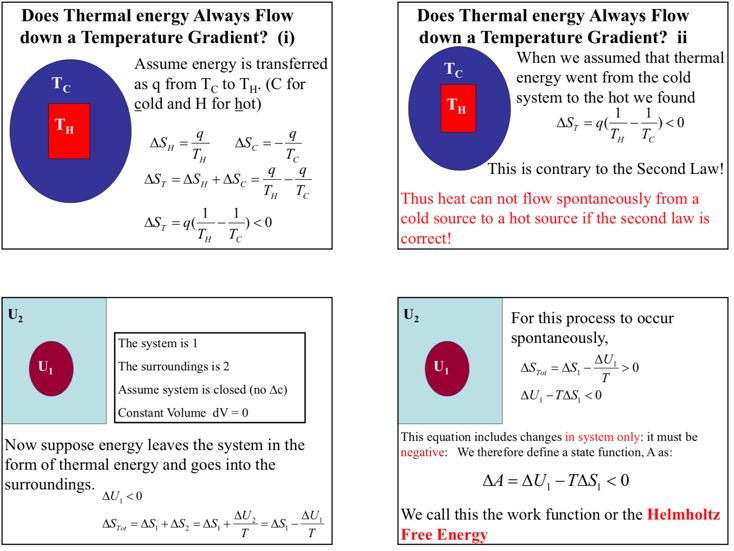 Does Thermal energy Always Flow
down a Temperature Gradient? (i)
T_C
T_H
Assume energy is transferred
as q from T_C to T_H. (C for
cold and H for hot)
ΔS_H = q/T_H    ΔS_C = −q/T_C
ΔS_T = ΔS_H + ΔS_C = q/T_H − q/T_C
ΔS_T = q(1/T_H − 1/T_C) < 0
Does Thermal energy Always Flow
down a Temperature Gradient? ii
T_C
T_H
When we assumed that thermal
energy went from the cold
system to the hot we found
ΔS_T = q(1/T_H − 1/T_C) < 0
This is contrary to the Second Law!
Thus heat can not flow spontaneously from a
cold source to a hot source if the second law is
correct!
U_2
U_1
The system is 1
The surroundings is 2
Assume system is closed (no Δc)
Constant Volume dV = 0
Now suppose energy leaves the system in the
form of thermal energy and goes into the
surroundings.
ΔU_1 < 0
ΔS_Tot = ΔS_1 + ΔS_2 = ΔS_1 + ΔU_2/T = ΔS_1 − ΔU_1/T
U_2
U_1
For this process to occur
spontaneously,
ΔS_Tot = ΔS_1 − ΔU_1/T > 0
ΔU_1 − TΔS_1 < 0
This equation includes changes in system only: it must be
negative: We therefore define a state function, A as:
ΔA = ΔU_1 − TΔS_1 < 0
We call this the work function or the Helmholtz
Free Energy